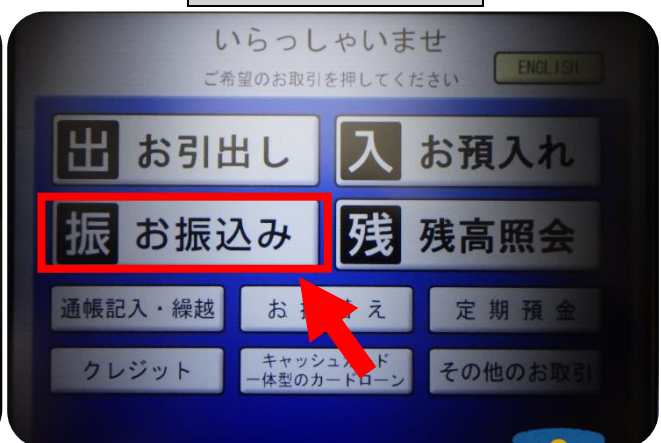 いらっしゃいませ
ご希望のお取引を押してください
ENGLISH
出 お引出し
入 お預入れ
振 お振込み
残 残高照会
通帳記入・繰越
お え
定期預金
クレジット
キャッシュ ード
一体型のカードローン
その他のお取引